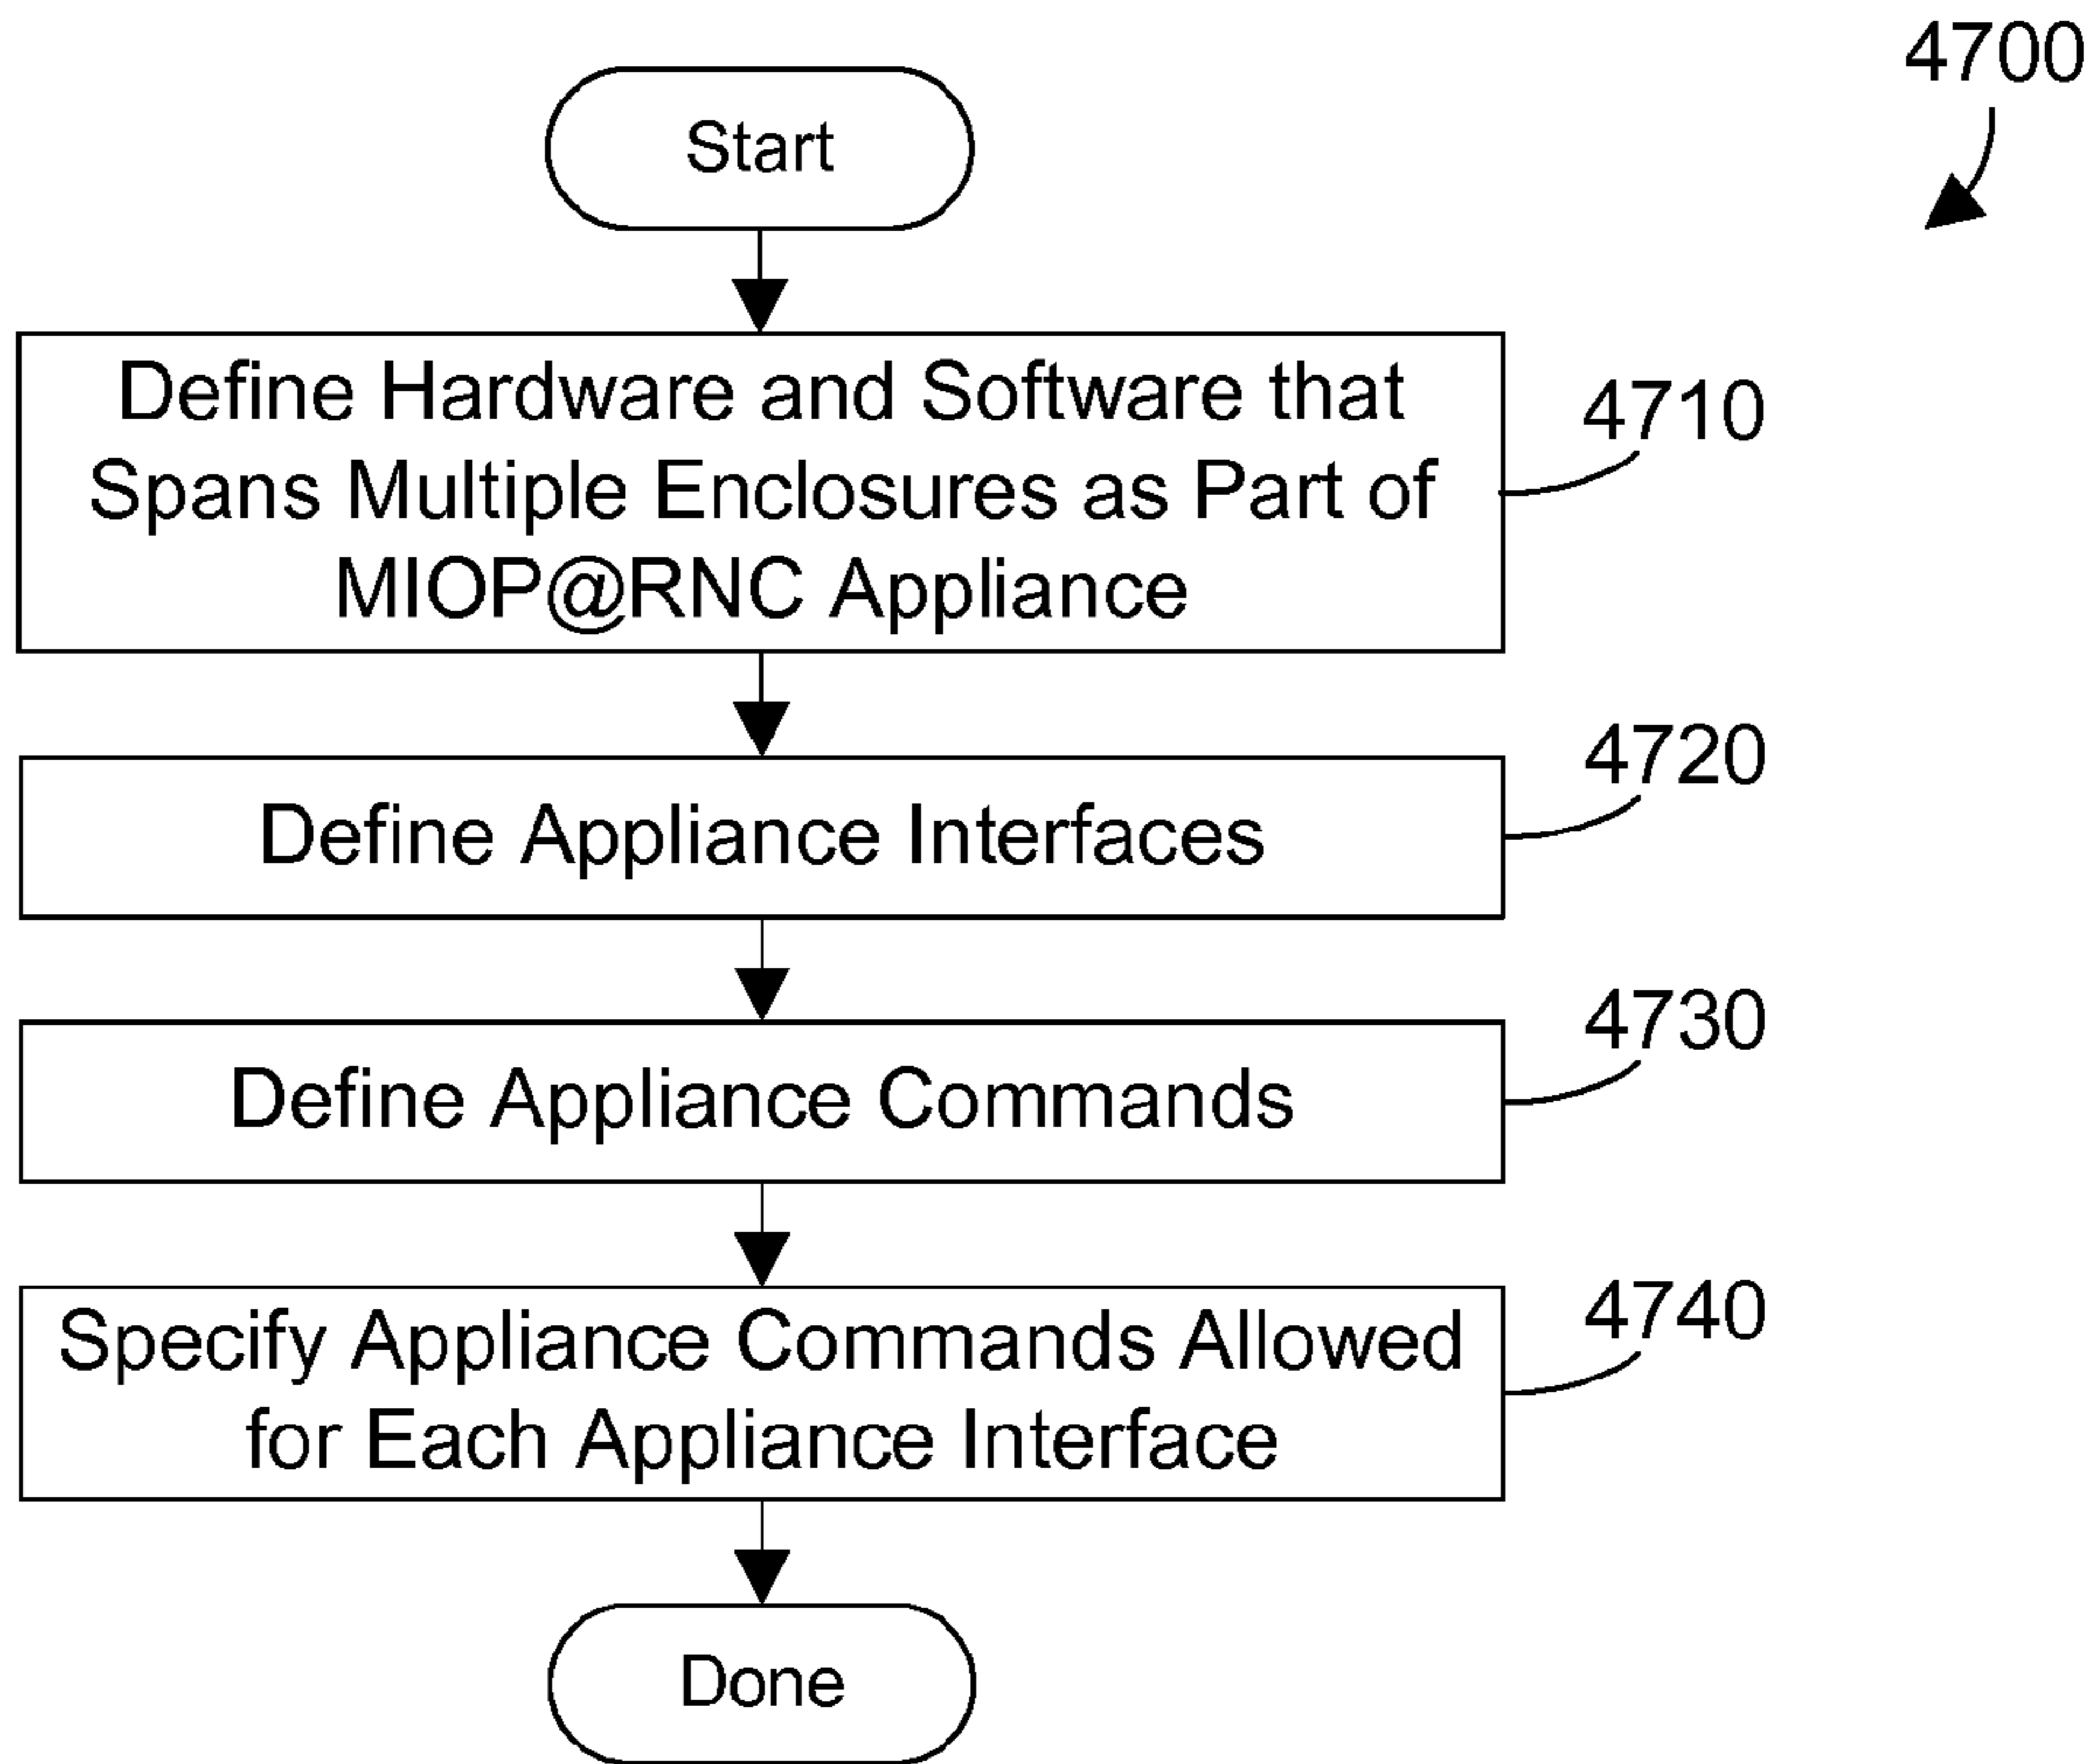 4700
Start
Define Hardware and Software that
Spans Multiple Enclosures as Part of
MIOP@RNC Appliance
4710
Define Appliance Interfaces
4720
Define Appliance Commands
4730
Specify Appliance Commands Allowed
for Each Appliance Interface
4740
Done